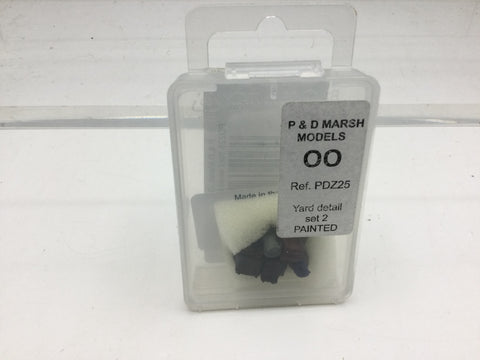 P & D MARSH
MODELS
OO
Ref. PDZ25
Yard detail
set 2
PAINTED
Made in the